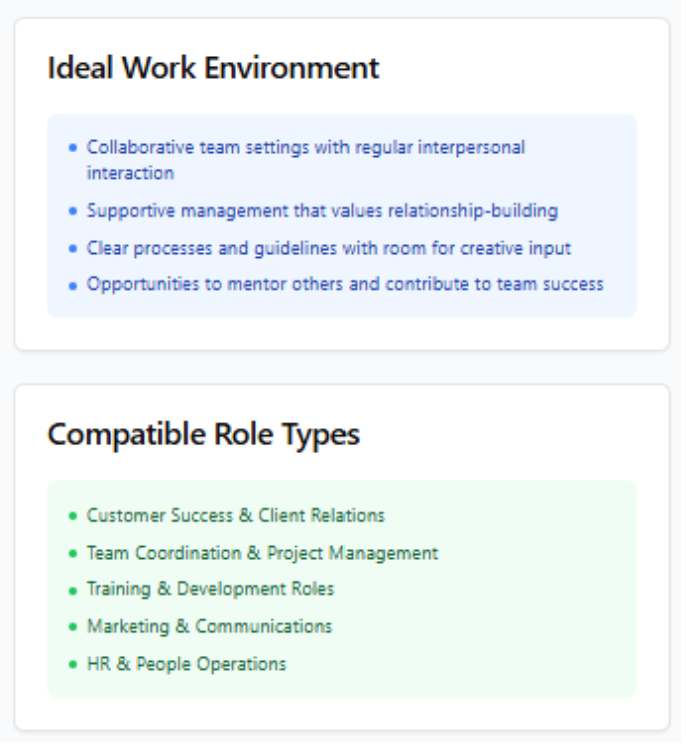 Ideal Work Environment
Collaborative team settings with regular interpersonal
interaction
Supportive management that values relationship-building
Clear processes and guidelines with room for creative input
Opportunities to mentor others and contribute to team success
Compatible Role Types
Customer Success & Client Relations
Team Coordination & Project Management
Training & Development Roles
Marketing & Communications
HR & People Operations